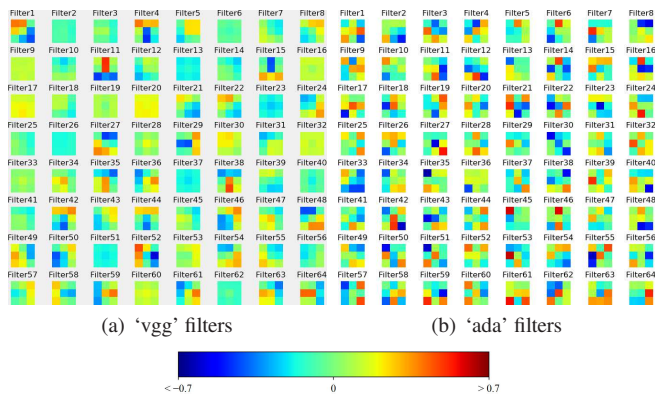 Filter1 Filter2 Filter3 Filter4 Filter5 Filter6 Filter7 Filter8 Filter1 Filter2 Filter3 Filter4 Filter5 Filter6 Filter7 Filter8
Filter9 Filter10 Filter11 Filter12 Filter13 Filter14 Filter15 Filter16 Filter9 Filter10 Filter11 Filter12 Filter13 Filter14 Filter15 Filter16
Filter17 Filter18 Filter19 Filter20 Filter21 Filter22 Filter23 Filter24 Filter17 Filter18 Filter19 Filter20 Filter21 Filter22 Filter23 Filter24
Filter25 Filter26 Filter27 Filter28 Filter29 Filter30 Filter31 Filter32 Filter25 Filter26 Filter27 Filter28 Filter29 Filter30 Filter31 Filter32
Filter33 Filter34 Filter35 Filter36 Filter37 Filter38 Filter39 Filter40 Filter33 Filter34 Filter35 Filter36 Filter37 Filter38 Filter39 Filter40
Filter41 Filter42 Filter43 Filter44 Filter45 Filter46 Filter47 Filter48 Filter41 Filter42 Filter43 Filter44 Filter45 Filter46 Filter47 Filter48
Filter49 Filter50 Filter51 Filter52 Filter53 Filter54 Filter55 Filter56 Filter49 Filter50 Filter51 Filter52 Filter53 Filter54 Filter55 Filter56
Filter57 Filter58 Filter59 Filter60 Filter61 Filter62 Filter63 Filter64 Filter57 Filter58 Filter59 Filter60 Filter61 Filter62 Filter63 Filter64
(a) ‘vgg’ filters (b) ‘ada’ filters
< −0.7 0 > 0.7